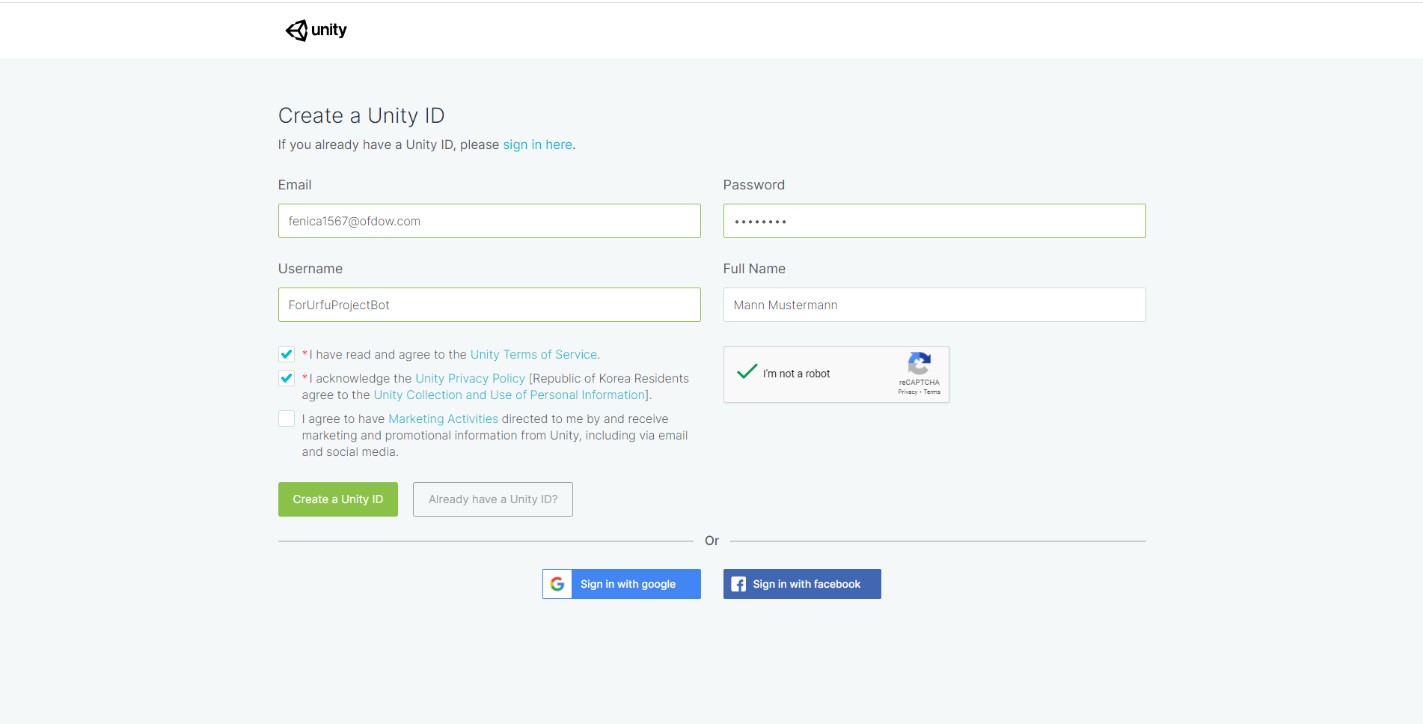 unity
Create a Unity ID
If you already have a Unity ID, please sign in here.
Email
Password
fenica1567@ofdow.com
••••••••
Username
Full Name
ForUrfuProjectBot
Mann Mustermann
* I have read and agree to the Unity Terms of Service.
* I acknowledge the Unity Privacy Policy [Republic of Korea Residents
agree to the Unity Collection and Use of Personal Information].
I agree to have Marketing Activities directed to me by and receive
marketing and promotional information from Unity, including via email
and social media.
I'm not a robot
reCAPTCHA
Privacy - Terms
Create a Unity ID
Already have a Unity ID?
Or
Sign in with google
Sign in with facebook